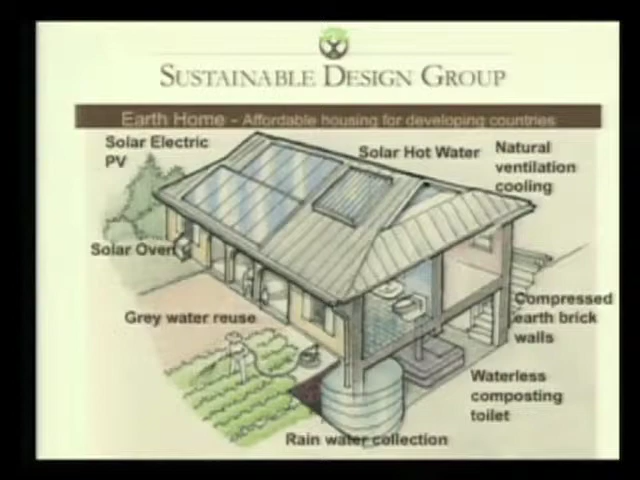 SUSTAINABLE DESIGN GROUP
Earth Home - Affordable housing for developing countries
Solar Electric
PV
Solar Hot Water
Natural
ventilation
cooling
Solar Oven
Grey water reuse
Compressed
earth brick
walls
Waterless
composting
toilet
Rain water collection